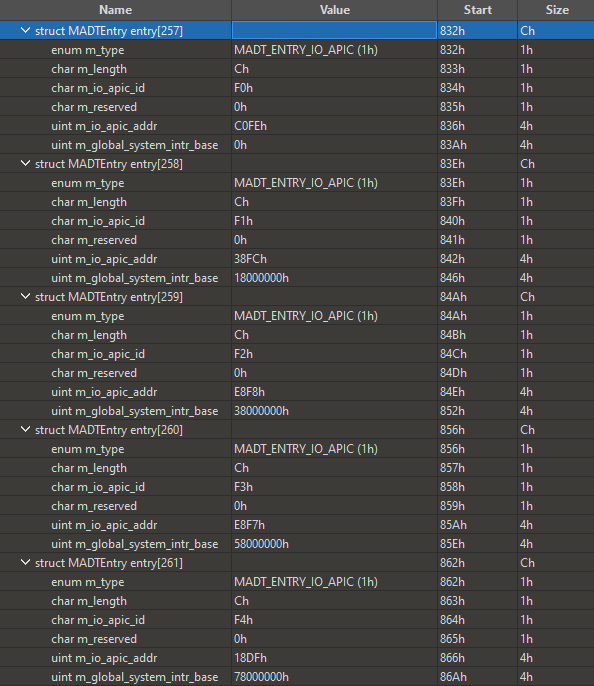 Name Value Start Size
struct MADTEntry entry[257] 832h Ch
enum m_type MADT_ENTRY_IO_APIC (1h) 832h 1h
char m_length Ch 833h 1h
char m_io_apic_id F0h 834h 1h
char m_reserved 0h 835h 1h
uint m_io_apic_addr C0FEh 836h 4h
uint m_global_system_intr_base 0h 83Ah 4h
struct MADTEntry entry[258] 83Eh Ch
enum m_type MADT_ENTRY_IO_APIC (1h) 83Eh 1h
char m_length Ch 83Fh 1h
char m_io_apic_id F1h 840h 1h
char m_reserved 0h 841h 1h
uint m_io_apic_addr 38FCh 842h 4h
uint m_global_system_intr_base 18000000h 846h 4h
struct MADTEntry entry[259] 84Ah Ch
enum m_type MADT_ENTRY_IO_APIC (1h) 84Ah 1h
char m_length Ch 84Bh 1h
char m_io_apic_id F2h 84Ch 1h
char m_reserved 0h 84Dh 1h
uint m_io_apic_addr E8F8h 84Eh 4h
uint m_global_system_intr_base 38000000h 852h 4h
struct MADTEntry entry[260] 856h Ch
enum m_type MADT_ENTRY_IO_APIC (1h) 856h 1h
char m_length Ch 857h 1h
char m_io_apic_id F3h 858h 1h
char m_reserved 0h 859h 1h
uint m_io_apic_addr E8F7h 85Ah 4h
uint m_global_system_intr_base 58000000h 85Eh 4h
struct MADTEntry entry[261] 862h Ch
enum m_type MADT_ENTRY_IO_APIC (1h) 862h 1h
char m_length Ch 863h 1h
char m_io_apic_id F4h 864h 1h
char m_reserved 0h 865h 1h
uint m_io_apic_addr 18DFh 866h 4h
uint m_global_system_intr_base 78000000h 86Ah 4h